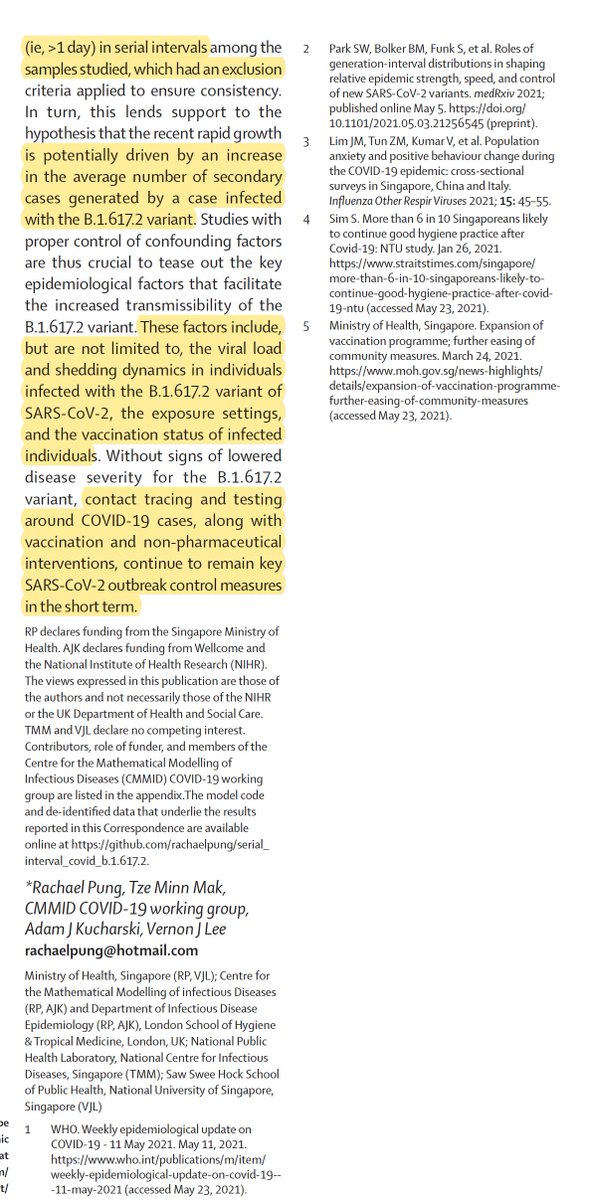 (ie, >1 day) in serial intervals among the
samples studied, which had an exclusion
criteria applied to ensure consistency.
In turn, this lends support to the
hypothesis that the recent rapid growth
is potentially driven by an increase
in the average number of secondary
cases generated by a case infected
with the B.1.617.2 variant. Studies with
proper control of confounding factors
are thus crucial to tease out the key
epidemiological factors that facilitate
the increased transmissibility of the
B.1.617.2 variant. These factors include,
but are not limited to, the viral load
and shedding dynamics in individuals
infected with the B.1.617.2 variant of
SARS-CoV-2, the exposure settings,
and the vaccination status of infected
individuals. Without signs of lowered
disease severity for the B.1.617.2
variant, contact tracing and testing
around COVID-19 cases, along with
vaccination and non-pharmaceutical
interventions, continue to remain key
SARS-CoV-2 outbreak control measures
in the short term.
RP declares funding from the Singapore Ministry of
Health. AJK declares funding from Wellcome and
the National Institute of Health Research (NIHR).
The views expressed in this publication are those of
the authors and not necessarily those of the NIHR
or the UK Department of Health and Social Care.
TMM and VJL declare no competing interest.
Contributors, role of funder, and members of the
Centre for the Mathematical Modelling of
Infectious Diseases (CMMID) COVID-19 working
group are listed in the appendix.The model code
and de-identified data that underlie the results
reported in this Correspondence are available
online at https://github.com/rachaelpung/serial_
interval_covid_b.1.617.2.
*Rachael Pung, Tze Minn Mak,
CMMID COVID-19 working group,
Adam J Kucharski, Vernon J Lee
rachaelpung@hotmail.com
Ministry of Health, Singapore (RP, VJL); Centre for
the Mathematical Modelling of infectious Diseases
(RP, AJK) and Department of Infectious Disease
Epidemiology (RP, AJK), London School of Hygiene
& Tropical Medicine, London, UK; National Public
Health Laboratory, National Centre for Infectious
Diseases, Singapore (TMM); Saw Swee Hock School
of Public Health, National University of Singapore,
Singapore (VJL)
1 WHO. Weekly epidemiological update on
COVID-19 - 11 May 2021. May 11, 2021.
https://www.who.int/publications/m/item/
weekly-epidemiological-update-on-covid-19--
-11-may-2021 (accessed May 23, 2021).
2 Park SW, Bolker BM, Funk S, et al. Roles of
generation-interval distributions in shaping
relative epidemic strength, speed, and control
of new SARS-CoV-2 variants. medRxiv 2021;
published online May 5. https://doi.org/
10.1101/2021.05.03.21256545 (preprint).
3 Lim JM, Tun ZM, Kumar V, et al. Population
anxiety and positive behaviour change during
the COVID-19 epidemic: cross-sectional
surveys in Singapore, China and Italy.
Influenza Other Respir Viruses 2021; 15: 45–55.
4 Sim S. More than 6 in 10 Singaporeans likely
to continue good hygiene practice after
Covid-19: NTU study. Jan 26, 2021.
https://www.straitstimes.com/singapore/
more-than-6-in-10-singaporeans-likely-to-
continue-good-hygiene-practice-after-covid-
19-ntu (accessed May 23, 2021).
5 Ministry of Health, Singapore. Expansion of
vaccination programme; further easing of
community measures. March 24, 2021.
https://www.moh.gov.sg/news-highlights/
details/expansion-of-vaccination-programme-
further-easing-of-community-measures
(accessed May 23, 2021).